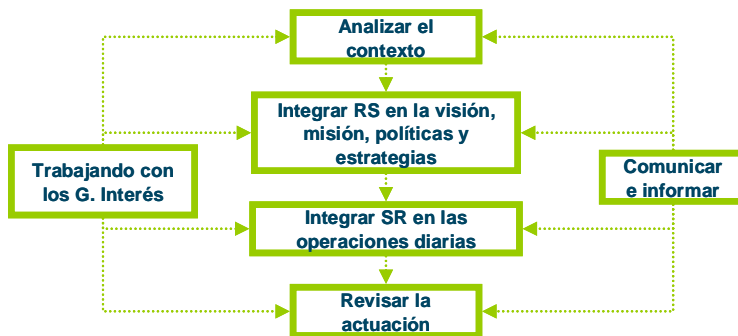 Analizar el
contexto
Integrar RS en la visión,
misión, políticas y
estrategias
Trabajando con
los G. Interés
Comunicar
e informar
Integrar SR en las
operaciones diarias
Revisar la
actuación